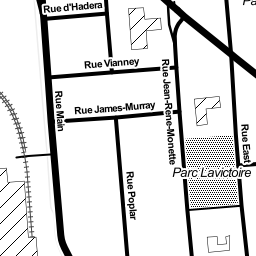 Rue d'Hadera
Pa
Rue Vianney
Rue Jean-René-Monette
Rue Main
Rue James-Murray
Rue East
Parc Lavictoire
Rue Poplar